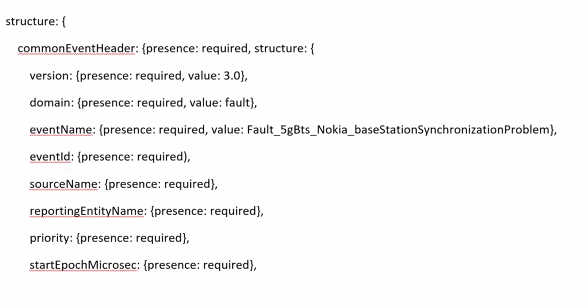 structure: {
commonEventHeader: {presence: required, structure: {
version: {presence: required, value: 3.0},
domain: {presence: required, value: fault},
eventName: {presence: required, value: Fault_5gBts_Nokia_baseStationSynchronizationProblem},
eventId: {presence: required),
sourceName: {presence: required},
reportingEntityName: {presence: required},
priority: {presence: required},
startEpochMicrosec: {presence: required},